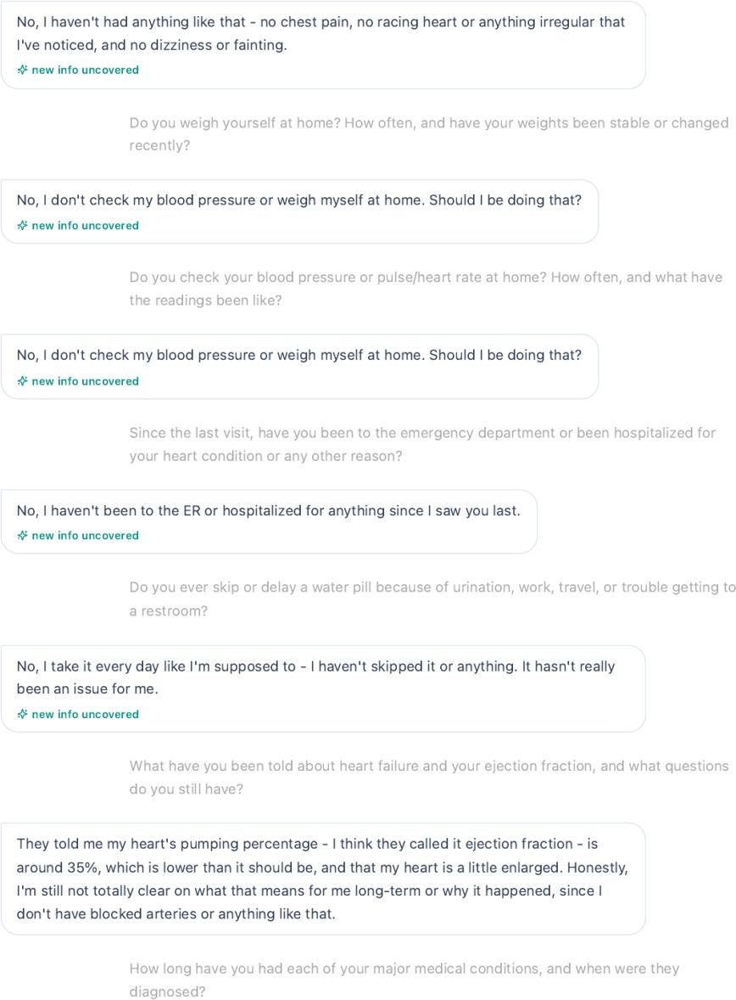 No, I haven't had anything like that - no chest pain, no racing heart or anything irregular that
I've noticed, and no dizziness or fainting.
new info uncovered
Do you weigh yourself at home? How often, and have your weights been stable or changed
recently?
No, I don't check my blood pressure or weigh myself at home. Should I be doing that?
new info uncovered
Do you check your blood pressure or pulse/heart rate at home? How often, and what have
the readings been like?
No, I don't check my blood pressure or weigh myself at home. Should I be doing that?
new info uncovered
Since the last visit, have you been to the emergency department or been hospitalized for
your heart condition or any other reason?
No, I haven't been to the ER or hospitalized for anything since I saw you last.
new info uncovered
Do you ever skip or delay a water pill because of urination, work, travel, or trouble getting to
a restroom?
No, I take it every day like I'm supposed to - I haven't skipped it or anything. It hasn't really
been an issue for me.
new info uncovered
What have you been told about heart failure and your ejection fraction, and what questions
do you still have?
They told me my heart's pumping percentage - I think they called it ejection fraction - is
around 35%, which is lower than it should be, and that my heart is a little enlarged. Honestly,
I'm still not totally clear on what that means for me long-term or why it happened, since I
don't have blocked arteries or anything like that.
How long have you had each of your major medical conditions, and when were they
diagnosed?